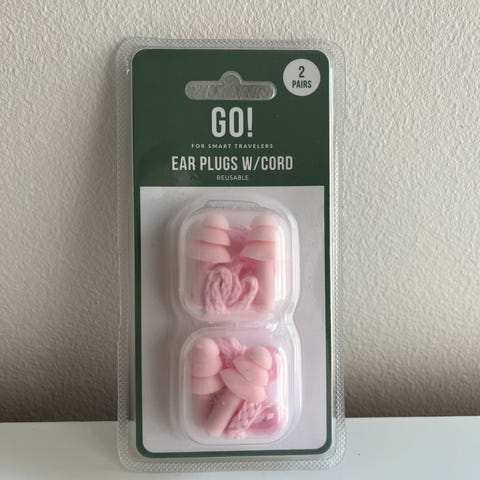 2
PAIRS
GO!
FOR SMART TRAVELERS
EAR PLUGS W/CORD
REUSABLE